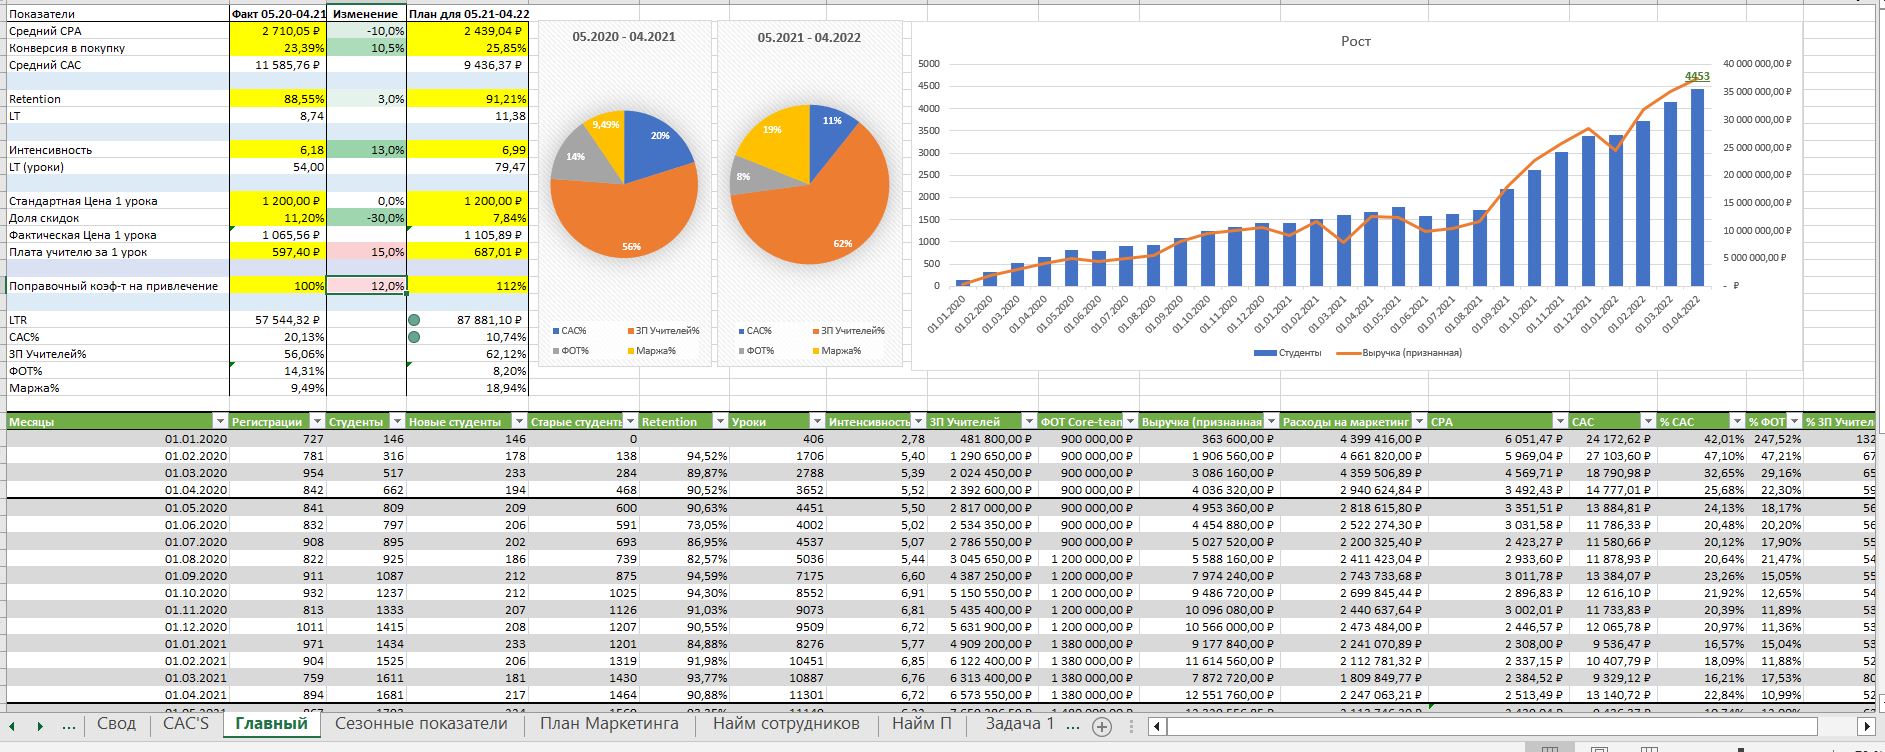 Показатели Факт 05.20-04.21 Изменение План для 05.21-04.22
Средний CPA 2 710,05 ₽ -10,0% 2 439,04 ₽
Конверсия в покупку 23,39% 10,5% 25,85%
Средний CAC 11 585,76 ₽ 9 436,37 ₽
Retention 88,55% 3,0% 91,21%
LT 8,74 11,38
Интенсивность 6,18 13,0% 6,99
LT (уроки) 54,00 79,47
Стандартная Цена 1 урока 1 200,00 ₽ 0,0% 1 200,00 ₽
Доля скидок 11,20% -30,0% 7,84%
Фактическая Цена 1 урока 1 065,56 ₽ 1 105,89 ₽
Плата учителю за 1 урок 597,40 ₽ 15,0% 687,01 ₽
Поправочный коэф-т на привлечение 100% 12,0% 112%
LTR 57 544,32 ₽ 87 881,10 ₽
CAC% 20,13% 10,74%
ЗП Учителей% 56,06% 62,12%
ФОТ% 14,31% 8,20%
Маржа% 9,49% 18,94%
05.2020 - 04.2021
9,49%
20%
14%
56%
CAC% ЗП Учителей%
ФОТ% Маржа%
05.2021 - 04.2022
19%
11%
8%
62%
CAC% ЗП Учителей%
ФОТ% Маржа%
Рост
5000
4500
4000
3500
3000
2500
2000
1500
1000
500
0
4453
40 000 000,00 ₽
35 000 000,00 ₽
30 000 000,00 ₽
25 000 000,00 ₽
20 000 000,00 ₽
15 000 000,00 ₽
10 000 000,00 ₽
5 000 000,00 ₽
- ₽
01.01.2020 01.02.2020 01.03.2020 01.04.2020 01.05.2020 01.06.2020 01.07.2020 01.08.2020 01.09.2020 01.10.2020 01.11.2020 01.12.2020 01.01.2021 01.02.2021 01.03.2021 01.04.2021 01.05.2021 01.06.2021 01.07.2021 01.08.2021 01.09.2021 01.10.2021 01.11.2021 01.12.2021 01.01.2022 01.02.2022 01.03.2022 01.04.2022
Студенты Выручка (признанная)
Месяцы Регистрации Студенты Новые студенты Старые студенты Retention Уроки Интенсивность ЗП Учителей ФОТ Core-team Выручка (признанная Расходы на маркетинг CPA CAC % CAC % ФОТ % ЗП Учител
01.01.2020 727 146 146 0 406 2,78 481 800,00 ₽ 900 000,00 ₽ 363 600,00 ₽ 4 399 416,00 ₽ 6 051,47 ₽ 24 172,62 ₽ 42,01% 247,52% 132
01.02.2020 781 316 178 138 94,52% 1706 5,40 1 290 650,00 ₽ 900 000,00 ₽ 1 906 560,00 ₽ 4 661 820,00 ₽ 5 969,04 ₽ 27 103,60 ₽ 47,10% 47,21% 67
01.03.2020 954 517 233 284 89,87% 2788 5,39 2 024 450,00 ₽ 900 000,00 ₽ 3 086 160,00 ₽ 4 359 506,89 ₽ 4 569,71 ₽ 18 790,98 ₽ 32,65% 29,16% 65
01.04.2020 842 662 194 468 90,52% 3652 5,52 2 392 600,00 ₽ 900 000,00 ₽ 4 036 320,00 ₽ 2 940 624,84 ₽ 3 492,43 ₽ 14 777,01 ₽ 25,68% 22,30% 59
01.05.2020 841 809 209 600 90,63% 4451 5,50 2 817 000,00 ₽ 900 000,00 ₽ 4 953 360,00 ₽ 2 818 615,80 ₽ 3 351,51 ₽ 13 884,81 ₽ 24,13% 18,17% 56
01.06.2020 832 797 206 591 73,05% 4002 5,02 2 534 350,00 ₽ 900 000,00 ₽ 4 454 880,00 ₽ 2 522 274,30 ₽ 3 031,58 ₽ 11 786,33 ₽ 20,48% 20,20% 56
01.07.2020 908 895 202 693 86,95% 4537 5,07 2 786 550,00 ₽ 900 000,00 ₽ 5 027 520,00 ₽ 2 200 325,40 ₽ 2 423,27 ₽ 11 580,66 ₽ 20,12% 17,90% 55
01.08.2020 822 925 186 739 82,57% 5036 5,44 3 045 650,00 ₽ 1 200 000,00 ₽ 5 588 160,00 ₽ 2 411 423,04 ₽ 2 933,60 ₽ 11 878,93 ₽ 20,64% 21,47% 54
01.09.2020 911 1087 212 875 94,59% 7175 6,60 4 387 250,00 ₽ 1 200 000,00 ₽ 7 974 240,00 ₽ 2 743 733,68 ₽ 3 011,78 ₽ 13 384,07 ₽ 23,26% 15,05% 55
01.10.2020 932 1237 212 1025 94,30% 8552 6,91 5 150 550,00 ₽ 1 200 000,00 ₽ 9 486 720,00 ₽ 2 699 845,44 ₽ 2 896,83 ₽ 12 616,10 ₽ 21,92% 12,65% 54
01.11.2020 813 1333 207 1126 91,03% 9073 6,81 5 435 400,00 ₽ 1 200 000,00 ₽ 10 096 080,00 ₽ 2 440 637,64 ₽ 3 002,01 ₽ 11 733,83 ₽ 20,39% 11,89% 53
01.12.2020 1011 1415 208 1207 90,55% 9509 6,72 5 631 900,00 ₽ 1 200 000,00 ₽ 10 566 000,00 ₽ 2 473 484,00 ₽ 2 446,57 ₽ 12 065,78 ₽ 20,97% 11,36% 53
01.01.2021 971 1434 233 1201 84,88% 8276 5,77 4 909 200,00 ₽ 1 380 000,00 ₽ 9 177 840,00 ₽ 2 241 070,89 ₽ 2 308,00 ₽ 9 536,47 ₽ 16,57% 15,04% 53
01.02.2021 904 1525 206 1319 91,98% 10451 6,85 6 122 400,00 ₽ 1 380 000,00 ₽ 11 614 560,00 ₽ 2 112 781,32 ₽ 2 337,15 ₽ 10 407,79 ₽ 18,09% 11,88% 52
01.03.2021 759 1611 181 1430 93,77% 10887 6,76 6 313 400,00 ₽ 1 380 000,00 ₽ 7 872 720,00 ₽ 1 809 849,77 ₽ 2 384,52 ₽ 9 329,12 ₽ 16,21% 17,53% 80
01.04.2021 894 1681 217 1464 90,88% 11301 6,72 6 573 550,00 ₽ 1 380 000,00 ₽ 12 551 760,00 ₽ 2 247 063,21 ₽ 2 513,49 ₽ 13 140,72 ₽ 22,84% 10,99% 52
... Свод CAC'S Главный Сезонные показатели План Маркетинга Найм сотрудников Найм П Задача 1 ...